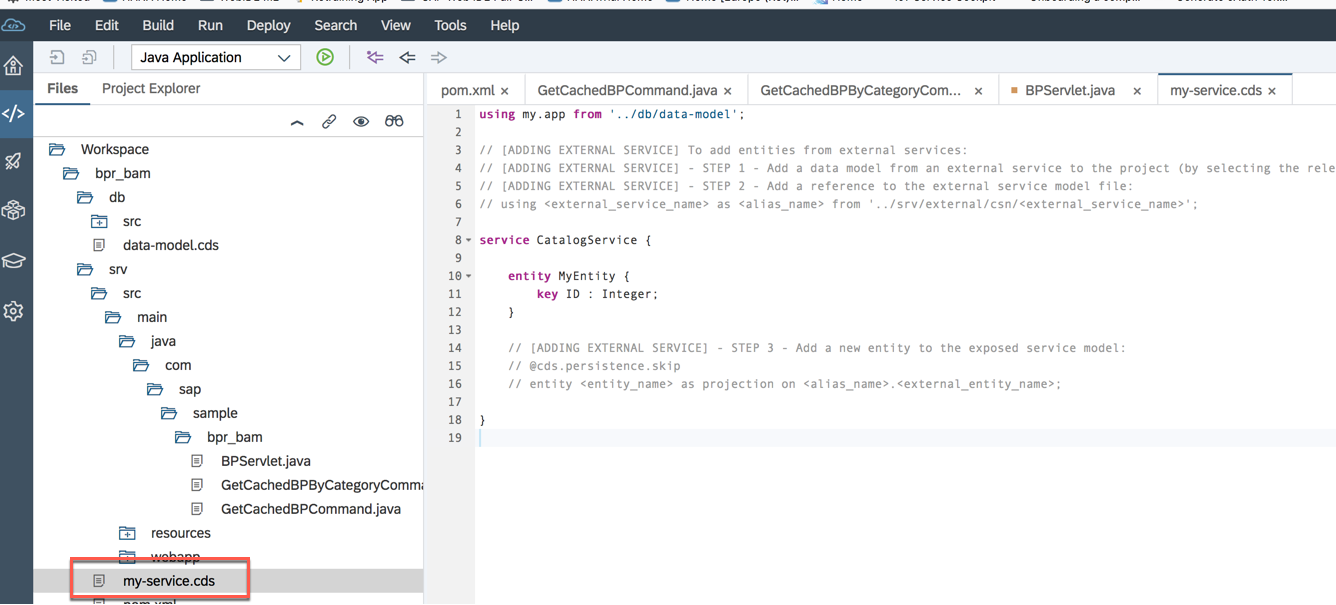 File Edit Build Run Deploy Search View Tools Help
Java Application
Files Project Explorer
pom.xml × GetCachedBPCommand.java × GetCachedBPByCategoryCom... × BPServlet.java × my-service.cds ×
Workspace
bpr_bam
db
src
data-model.cds
srv
src
main
java
com
sap
sample
bpr_bam
BPServlet.java
GetCachedBPByCategoryComma
GetCachedBPCommand.java
resources
webapp
my-service.cds
pom.xml
1 using my.app from '../db/data-model';
2
3 // [ADDING EXTERNAL SERVICE] To add entities from external services:
4 // [ADDING EXTERNAL SERVICE] - STEP 1 - Add a data model from an external service to the project (by selecting the rele
5 // [ADDING EXTERNAL SERVICE] - STEP 2 - Add a reference to the external service model file:
6 // using <external_service_name> as <alias_name> from '../srv/external/csn/<external_service_name>';
7
8 service CatalogService {
9
10 entity MyEntity {
11 key ID : Integer;
12 }
13
14 // [ADDING EXTERNAL SERVICE] - STEP 3 - Add a new entity to the exposed service model:
15 // @cds.persistence.skip
16 // entity <entity_name> as projection on <alias_name>.<external_entity_name>;
17
18 }
19